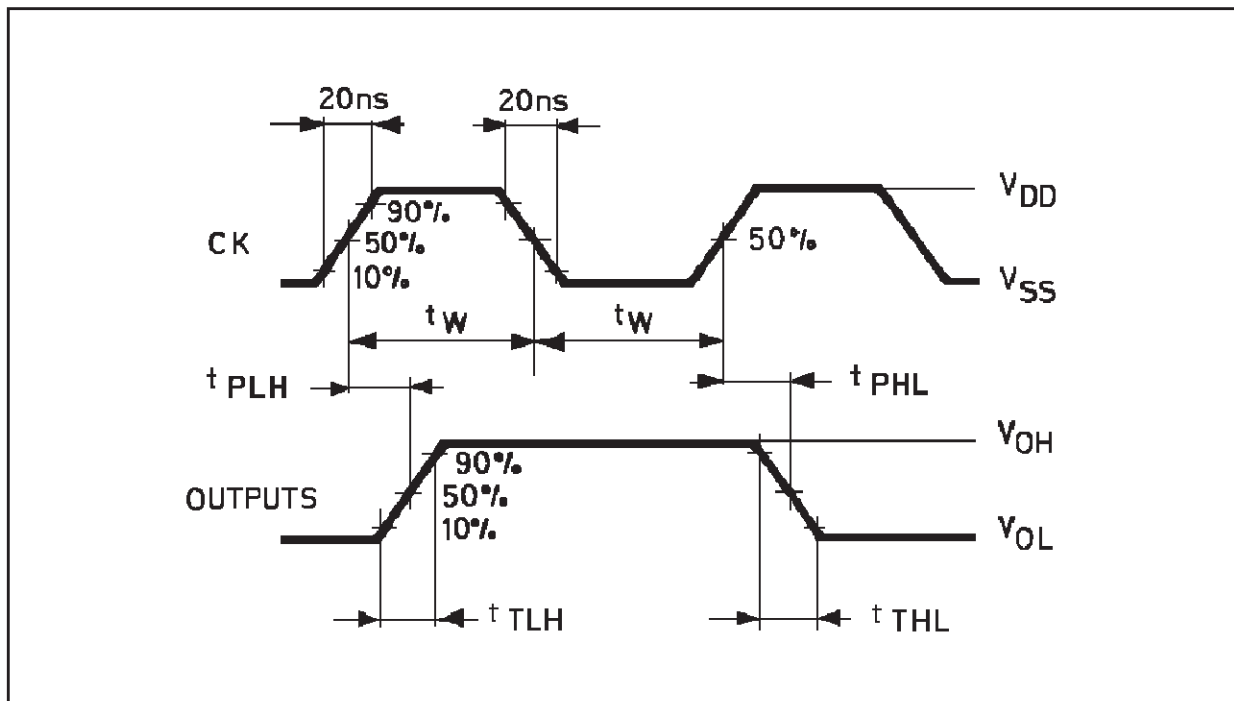 20ns 20ns
VDD
90%
CK 50% 50%
10%
VSS
tW tW
tPLH tPHL
VOH
90%
OUTPUTS 50%
10%
VOL
tTLH tTHL